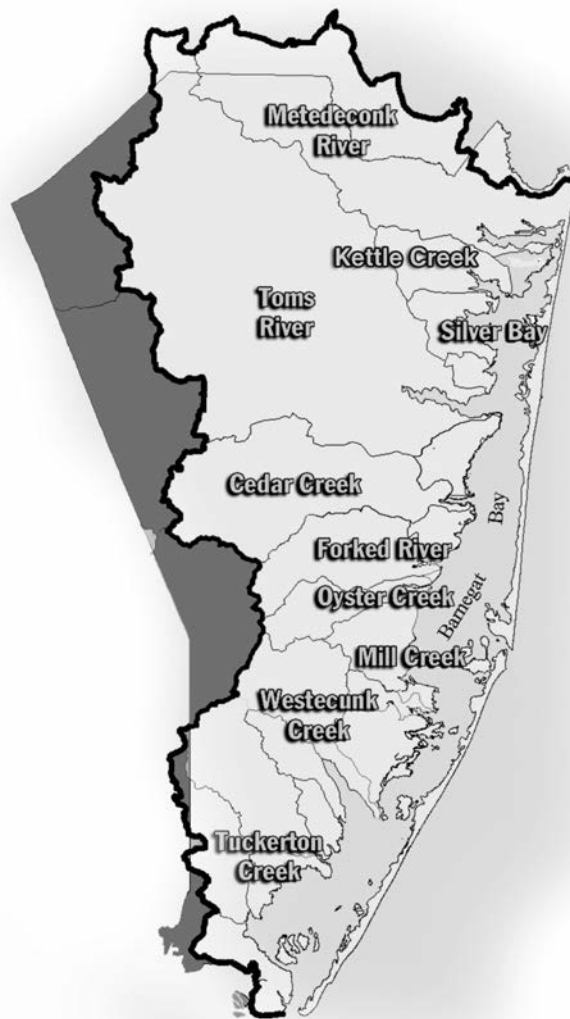 Metedeconk
River
Kettle Creek
Toms
River
Silver Bay
Cedar Creek
Bay
Forked River
Oyster Creek
Barnegat
Mill Creek
Westecunk
Creek
Tuckerton
Creek